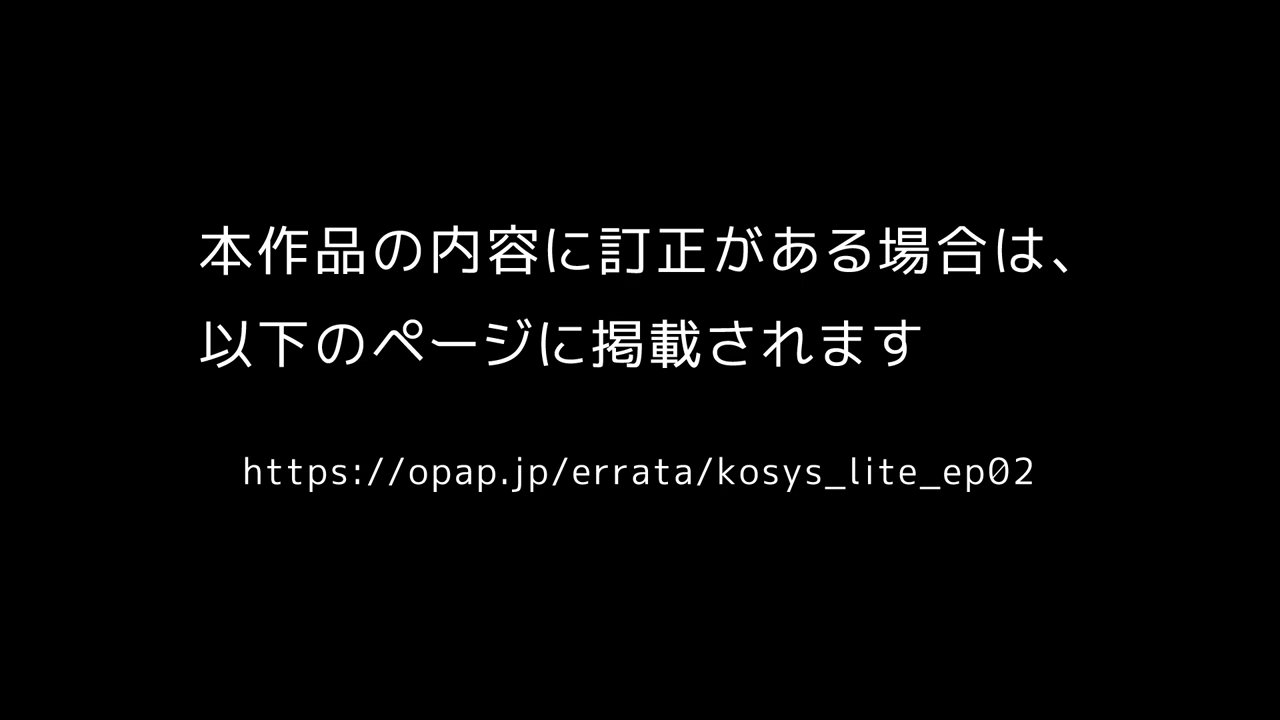 本作品の内容に訂正がある場合は、
以下のページに掲載されます
https://opap.jp/errata/kosys_lite_ep02